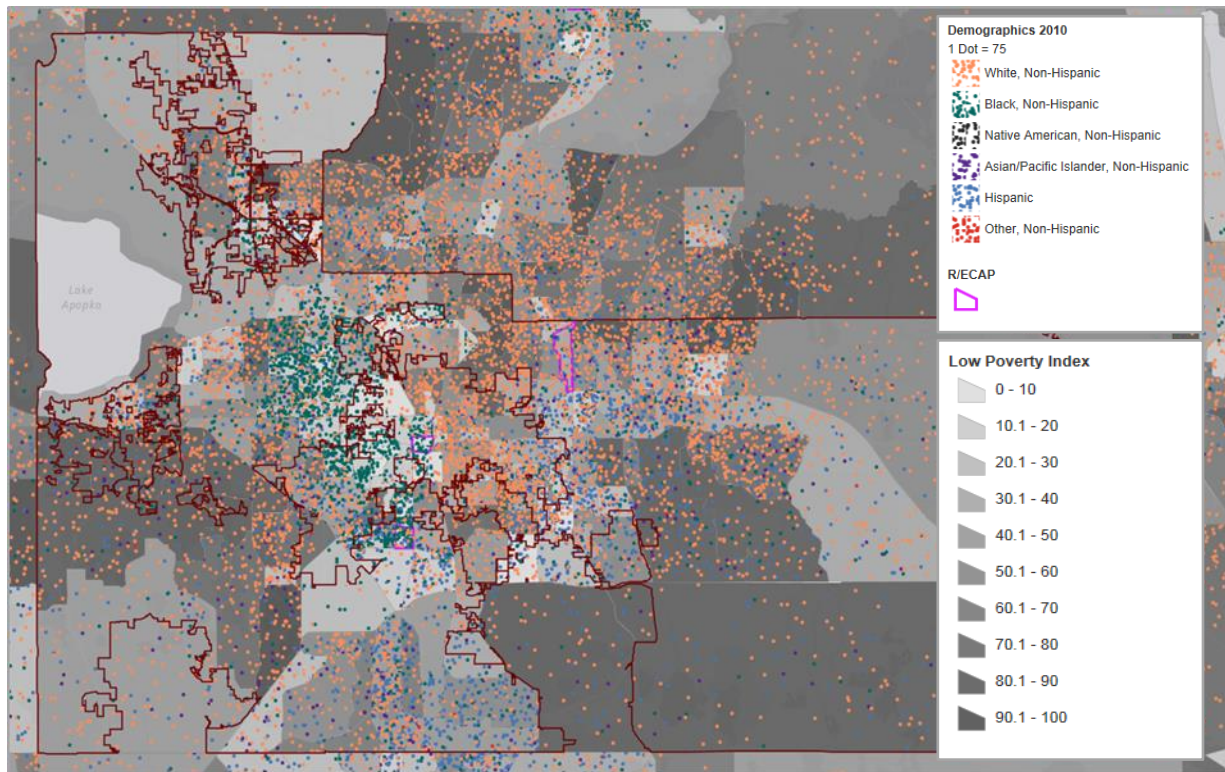 Demographics 2010
1 Dot = 75
White, Non-Hispanic
Black, Non-Hispanic
Native American, Non-Hispanic
Asian/Pacific Islander, Non-Hispanic
Hispanic
Other, Non-Hispanic
R/ECAP
Lake
Apopka
Low Poverty Index
0 - 10
10.1 - 20
20.1 - 30
30.1 - 40
40.1 - 50
50.1 - 60
60.1 - 70
70.1 - 80
80.1 - 90
90.1 - 100